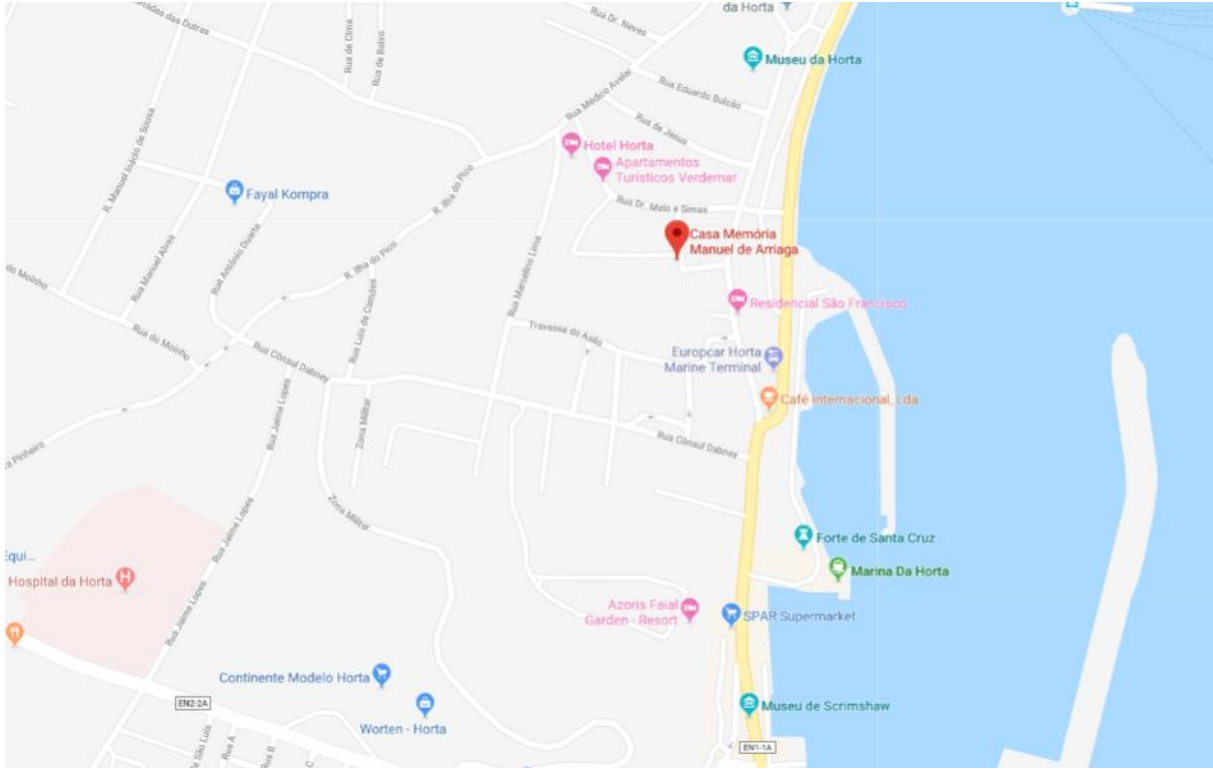 da Horta
Rua Dr. Neves
Museu da Horta
Rua de Clima
Rua de Baixo
Rua Médico Avelar
Rua Eduardo Bulcão
Rua de Jesus
Hotel Horta
Apartamentos
Turísticos Verdemar
R. Manuel Inácio de Sousa
Fayal Kompra
R. Ilha do Pico
Rua Dr. Melo e Simas
Casa Memória
Manuel de Arriaga
Rua Manuel Alves
Rua António Duarte
R. Ilha do Pico
Rua Marcelino Lima
do Moinho
Residencial São Francisco
Rua do Moinho
Rua Luís de Camões
Travessa do Asilo
Rua Cônsul Dabney
Europcar Horta
Marine Terminal
Café Internacional, Lda
Rua Jaime Lopes
Zona Militar
Rua Cônsul Dabney
Pinheiro
Rua Jaime Lopes
Zona Militar
Forte de Santa Cruz
Equi...
Hospital da Horta
Marina Da Horta
Rua Jaime Lopes
Azoris Faial
Garden - Resort
SPAR Supermarket
Continente Modelo Horta
EN2-2A
Worten - Horta
Museu de Scrimshaw
São Luís
Rua A
Rua B
C
EN1-1A